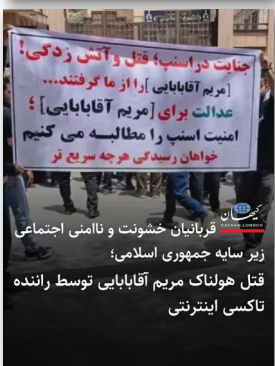 جنایت در اسنپ؛ قتل و آتش زدگی!
[مریم آقابابایی] را از ما گرفتند...
عدالت برای [مریم آقابابایی]؛
امنیت اسنپ را مطالبه می کنیم
خواهان رسیدگی هرچه سریع تر
کیهان
KAYHAN.LONDON
قربانیان خشونت و ناامنی اجتماعی
زیر سایه جمهوری اسلامی؛
قتل هولناک مریم آقابابایی توسط راننده
تاکسی اینترنتی